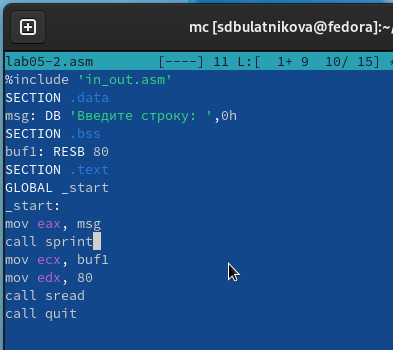 mc [sdbulatnikova@fedora]:~/
lab05-2.asm [----] 11 L:[ 1+ 9 10/ 15]
%include 'in_out.asm'
SECTION .data
msg: DB 'Введите строку: ',0h
SECTION .bss
buf1: RESB 80
SECTION .text
GLOBAL _start
_start:
mov eax, msg
call sprint
mov ecx, buf1
mov edx, 80
call sread
call quit